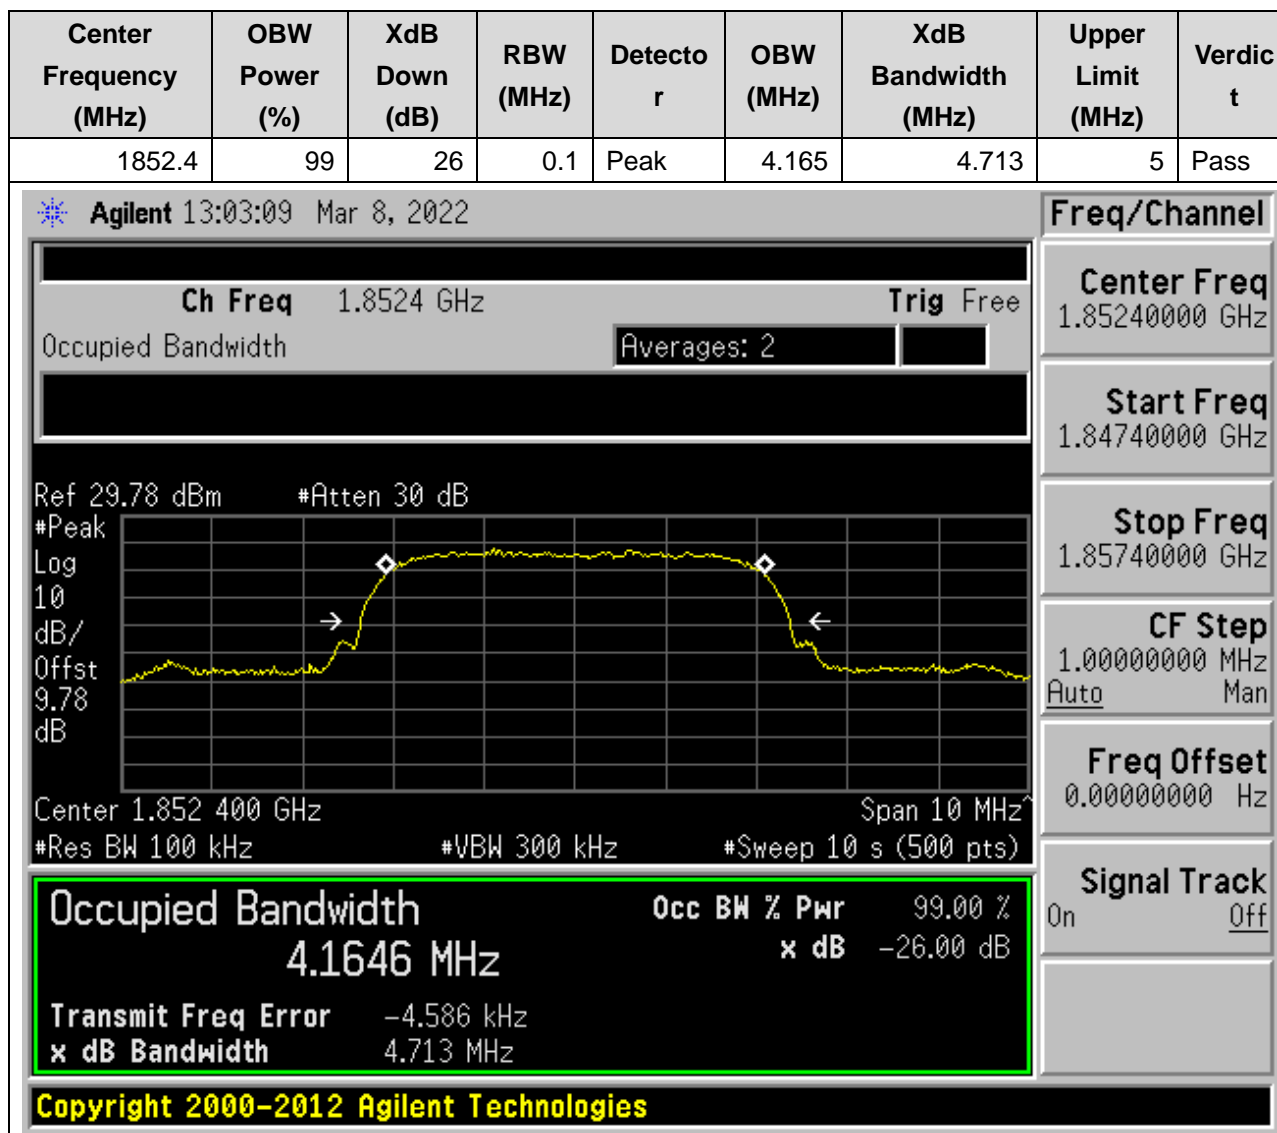 Center Frequency (MHz) OBW Power (%) XdB Down (dB) RBW (MHz) Detector OBW (MHz) XdB Bandwidth (MHz) Upper Limit (MHz) Verdict
1852.4 99 26 0.1 Peak 4.165 4.713 5 Pass
Agilent 13:03:09 Mar 8, 2022
Freq/Channel
Ch Freq 1.8524 GHz Trig Free
Occupied Bandwidth Averages: 2
Ref 29.78 dBm #Atten 30 dB
#Peak
Log
10
dB/
Offst
9.78
dB
Center 1.852 400 GHz Span 10 MHz^
#Res BW 100 kHz #VBW 300 kHz #Sweep 10 s (500 pts)
Occupied Bandwidth Occ BW % Pwr 99.00 %
4.1646 MHz x dB -26.00 dB
Transmit Freq Error -4.586 kHz
x dB Bandwidth 4.713 MHz
Center Freq
1.85240000 GHz
Start Freq
1.84740000 GHz
Stop Freq
1.85740000 GHz
CF Step
1.00000000 MHz
Auto Man
Freq Offset
0.00000000 Hz
Signal Track
On Off
Copyright 2000-2012 Agilent Technologies